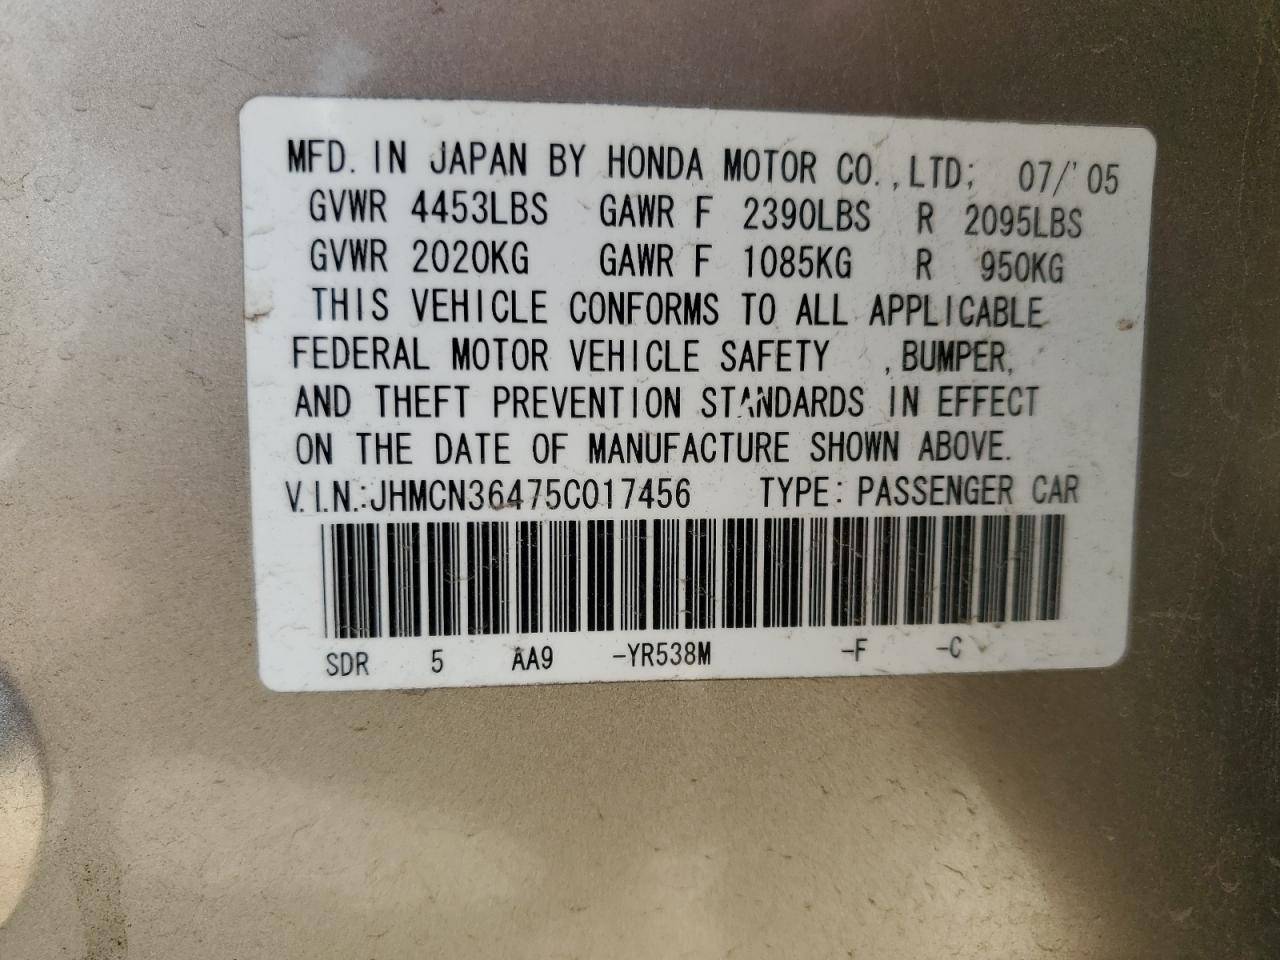 MFD. IN JAPAN BY HONDA MOTOR CO., LTD; 07/'05
GVWR 4453LBS GAWR F 2390LBS R 2095LBS
GVWR 2020KG GAWR F 1085KG R 950KG
THIS VEHICLE CONFORMS TO ALL APPLICABLE
FEDERAL MOTOR VEHICLE SAFETY , BUMPER,
AND THEFT PREVENTION STANDARDS IN EFFECT
ON THE DATE OF MANUFACTURE SHOWN ABOVE.
V.I.N.:JHMCN36475C017456 TYPE: PASSENGER CAR
SDR 5 AA9 -YR538M -F -C